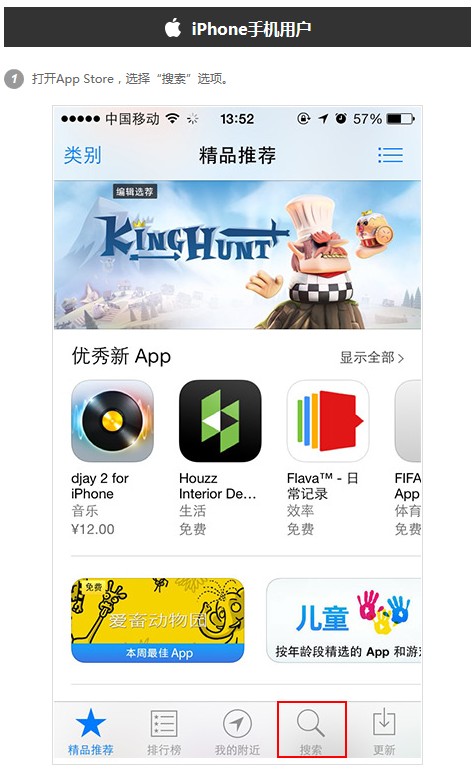 iPhone手机用户
1 打开App Store，选择“搜索”选项。
中国移动 13:52 57%
类别 精品推荐
编辑选荐
KINGHUNT
优秀新 App 显示全部 >
djay 2 for
iPhone
音乐
¥12.00
Houzz
Interior De...
生活
免费
Flava™ - 日
常记录
效率
免费
FIFA
App
体育
免费
免费
爱畜动物园
本周最佳 App
儿童
按年龄段精选的 App 和游
精品推荐 排行榜 我的附近 搜索 更新